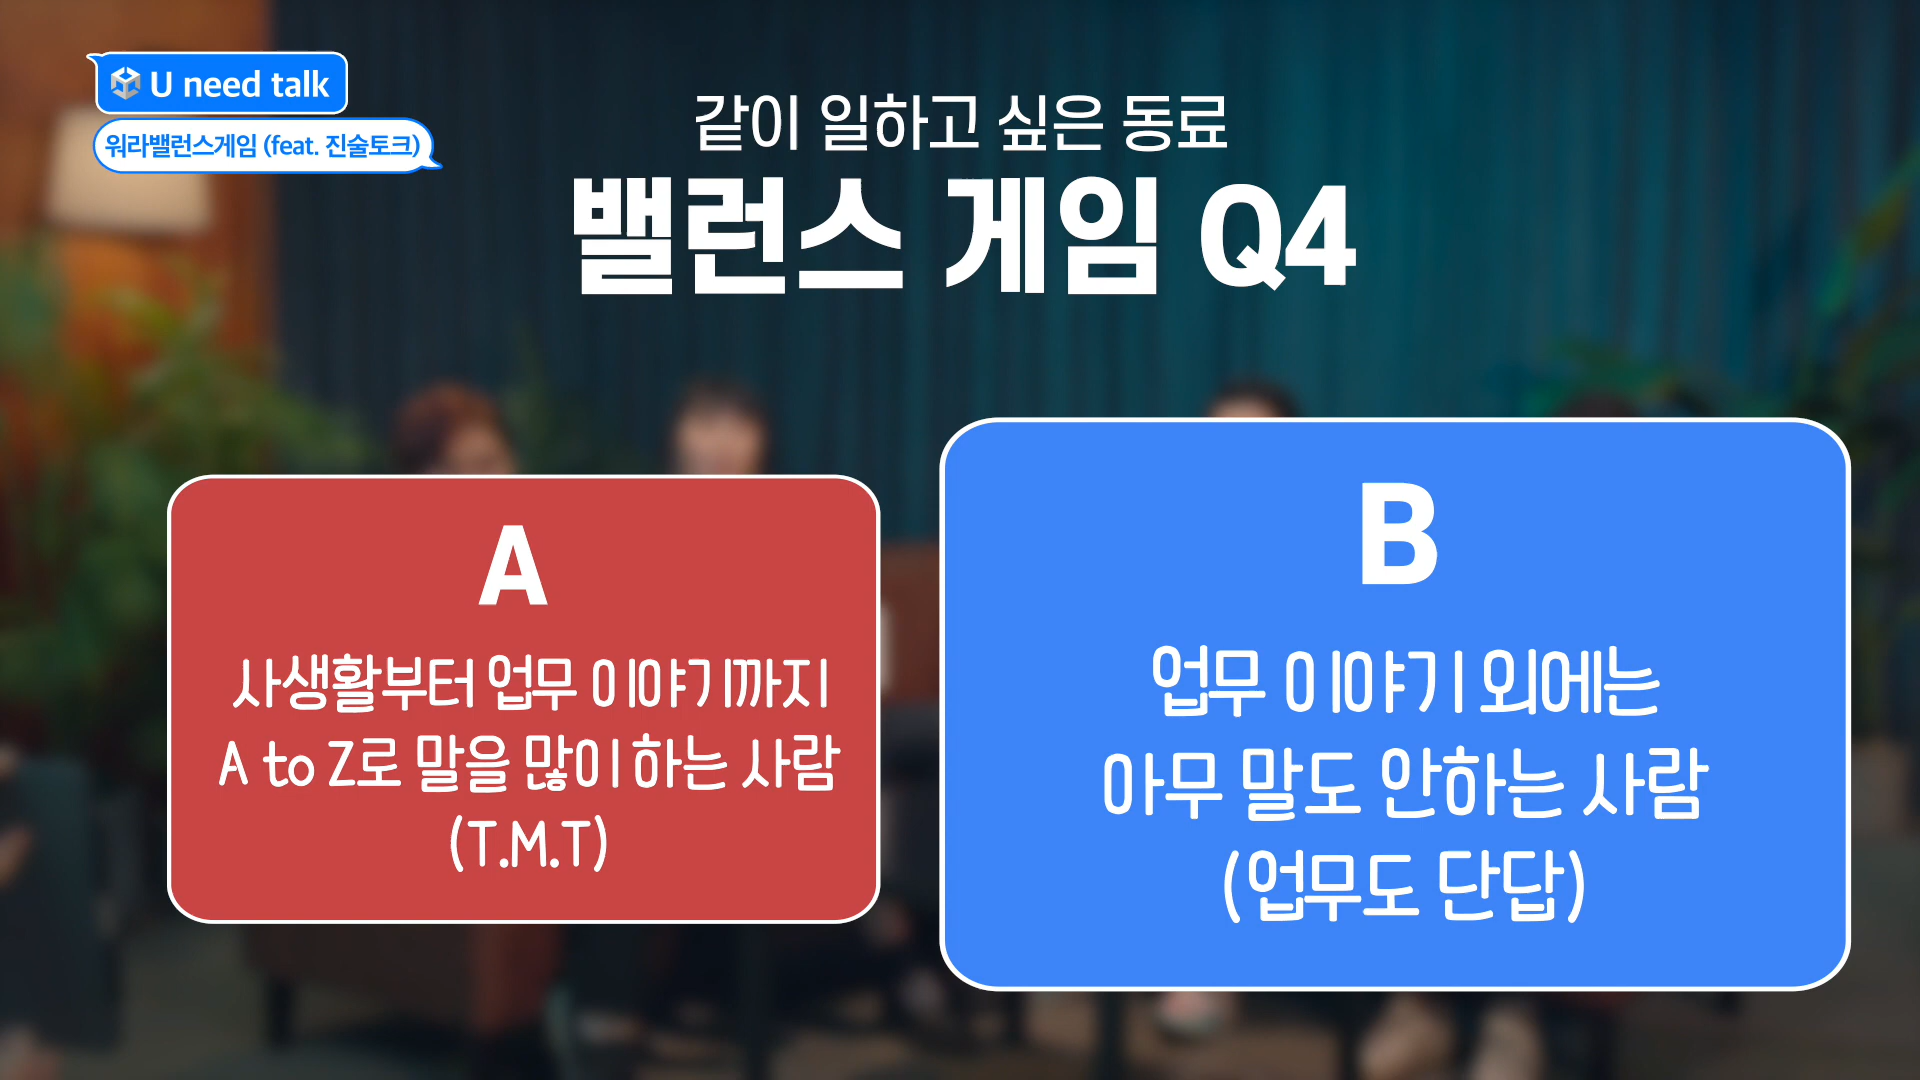 U need talk
워라밸런스게임 (feat. 진술토크)
같이 일하고 싶은 동료
밸런스 게임 Q4
A
사생활부터 업무 이야기까지
A to Z로 말을 많이 하는 사람
(T.M.T)
B
업무 이야기 외에는
아무 말도 안하는 사람
(업무도 단답)